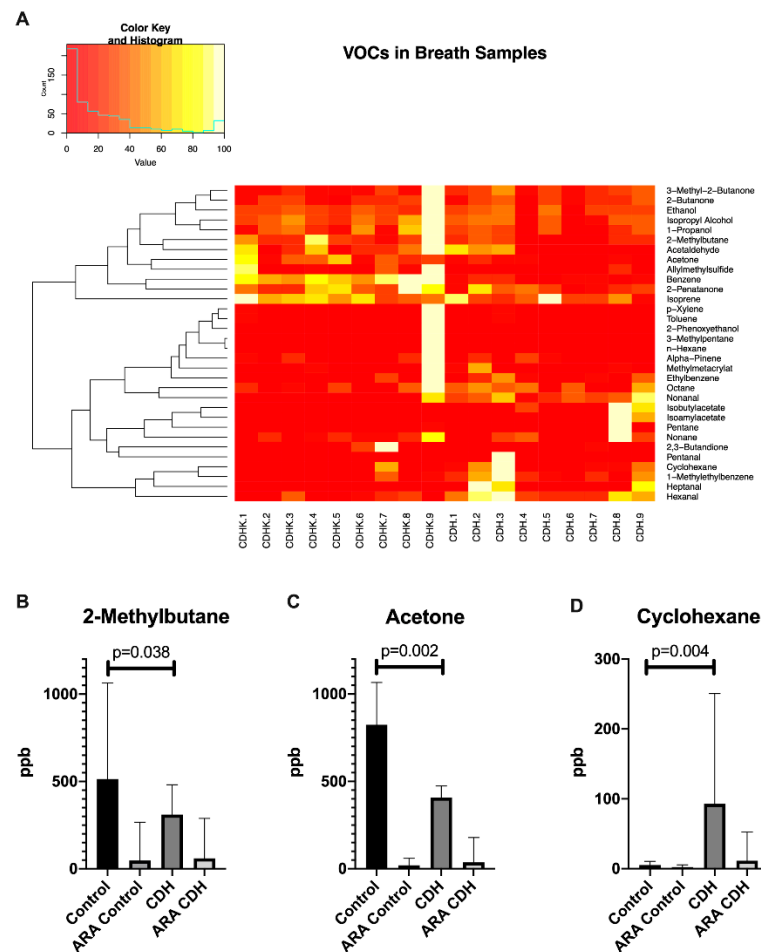 A
Color Key
and Histogram
VOCs in Breath Samples
Count
0
50
150
0 20 40 60 80 100
Value
3-Methyl-2-Butanone
2-Butanone
Ethanol
Isopropyl Alcohol
1-Propanol
2-Methylbutane
Acetaldehyde
Acetone
Allylmethylsulfide
Benzene
2-Penatanone
Isoprene
p-Xylene
Toluene
2-Phenoxyethanol
3-Methylpentane
n-Hexane
Alpha-Pinene
Methylmetacrylat
Ethylbenzene
Octane
Nonanal
Isobutylacetate
Isoamylacetate
Pentane
Nonane
2,3-Butandione
Pentanal
Cyclohexane
1-Methylethylbenzene
Heptanal
Hexanal
CDHK.1
CDHK.2
CDHK.3
CDHK.4
CDHK.5
CDHK.6
CDHK.7
CDHK.8
CDHK.9
CDH.1
CDH.2
CDH.3
CDH.4
CDH.5
CDH.6
CDH.7
CDH.8
CDH.9
B
2-Methylbutane
p=0.038
1000
500
0
ppb
Control
ARA Control
CDH
ARA CDH
C
Acetone
p=0.002
1000
500
0
ppb
Control
ARA Control
CDH
ARA CDH
D
Cyclohexane
p=0.004
300
200
100
0
ppb
Control
ARA Control
CDH
ARA CDH